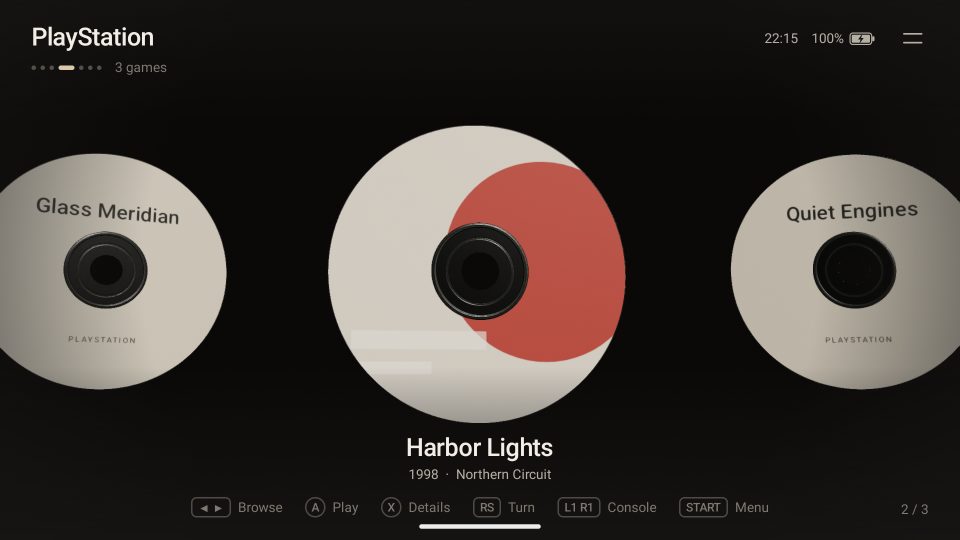 PlayStation
22:15 100%
3 games
Glass Meridian
PLAYSTATION
Quiet Engines
PLAYSTATION
Harbor Lights
1998 · Northern Circuit
◄ ► Browse A Play X Details RS Turn L1 R1 Console START Menu
2 / 3